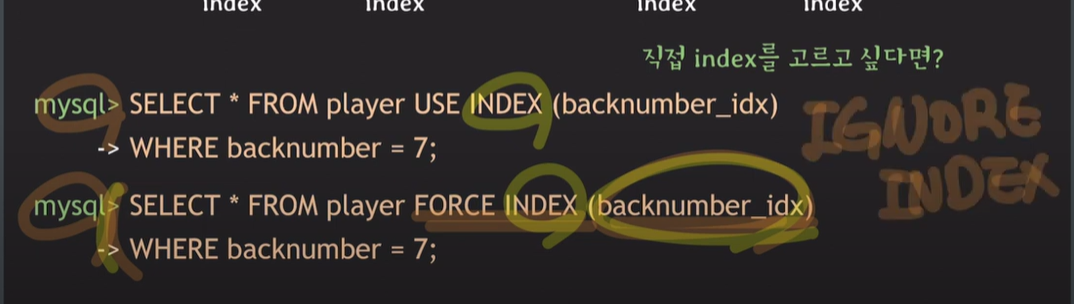 index index index index
직접 index를 고르고 싶다면?
mysql> SELECT * FROM player USE INDEX (backnumber_idx)
-> WHERE backnumber = 7;
IGNORE
INDEX
mysql> SELECT * FROM player FORCE INDEX (backnumber_idx)
-> WHERE backnumber = 7;